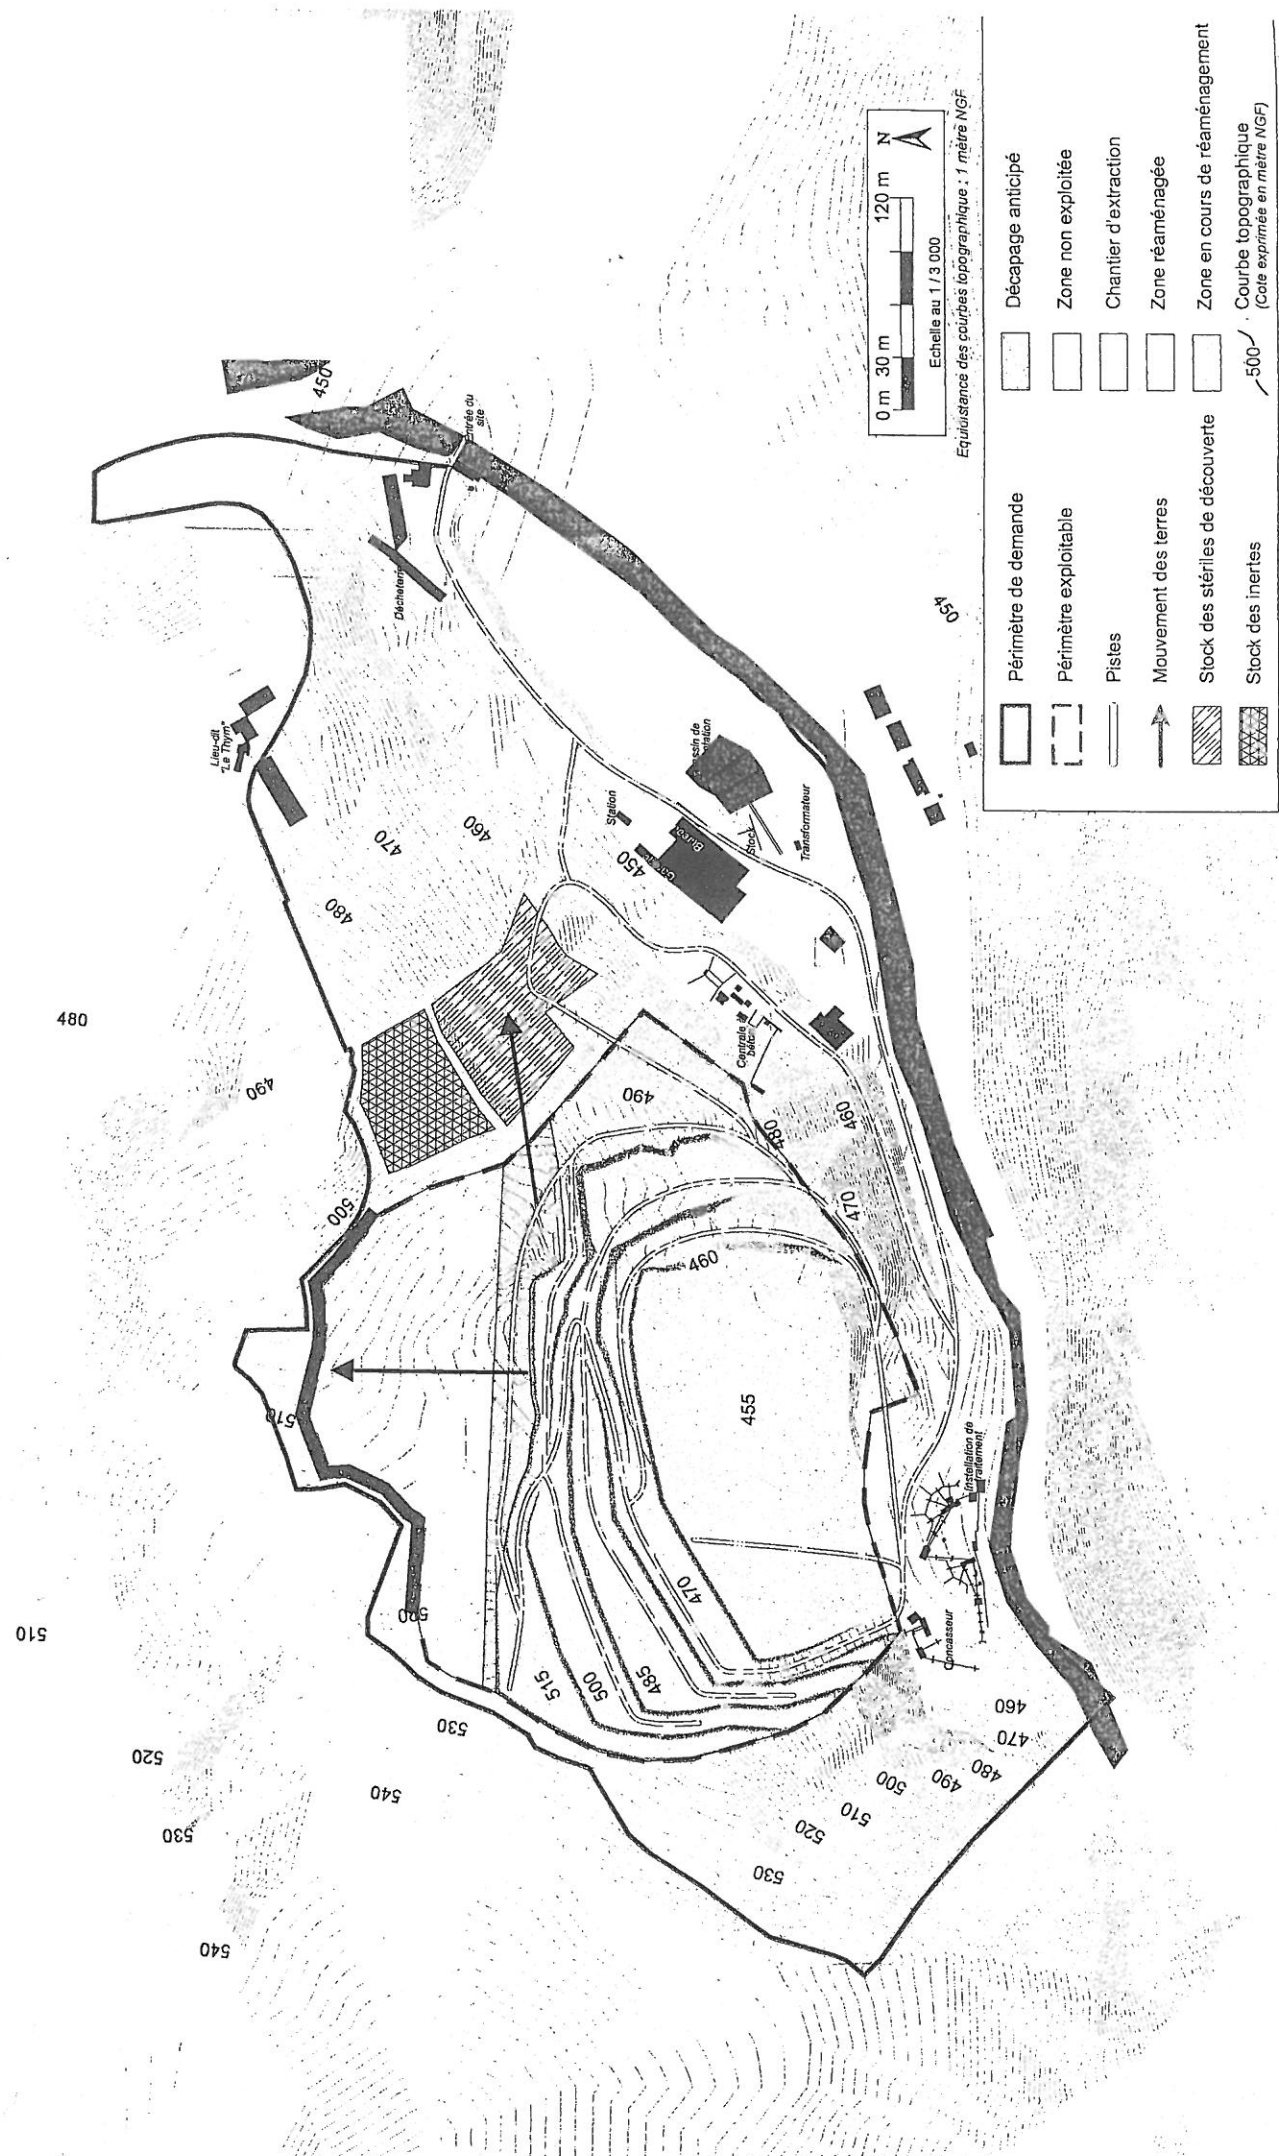 480
490
510
520
530
540
500
510
520
530
540
Lieu-dit
"Le Thym"
480
470
460
450
Entrée du
site
Station
450
Stock
Transformateur
Centrale à
béton
490
480
460
470
460
455
470
485
500
515
Installation de
traitement
Concasseur
460
470
480
490
500
510
520
530
450
0 m 30 m 120 m N
Echelle au 1 / 3 000
Equidistance des courbes topographique : 1 mètre NGF
Périmètre de demande
Périmètre exploitable
Pistes
Mouvement des terres
Stock des stériles de découverte
Stock des inertes
Décapage anticipé
Zone non exploitée
Chantier d'extraction
Zone réaménagée
Zone en cours de réaménagement
500 Courbe topographique
(Cote exprimée en mètre NGF)